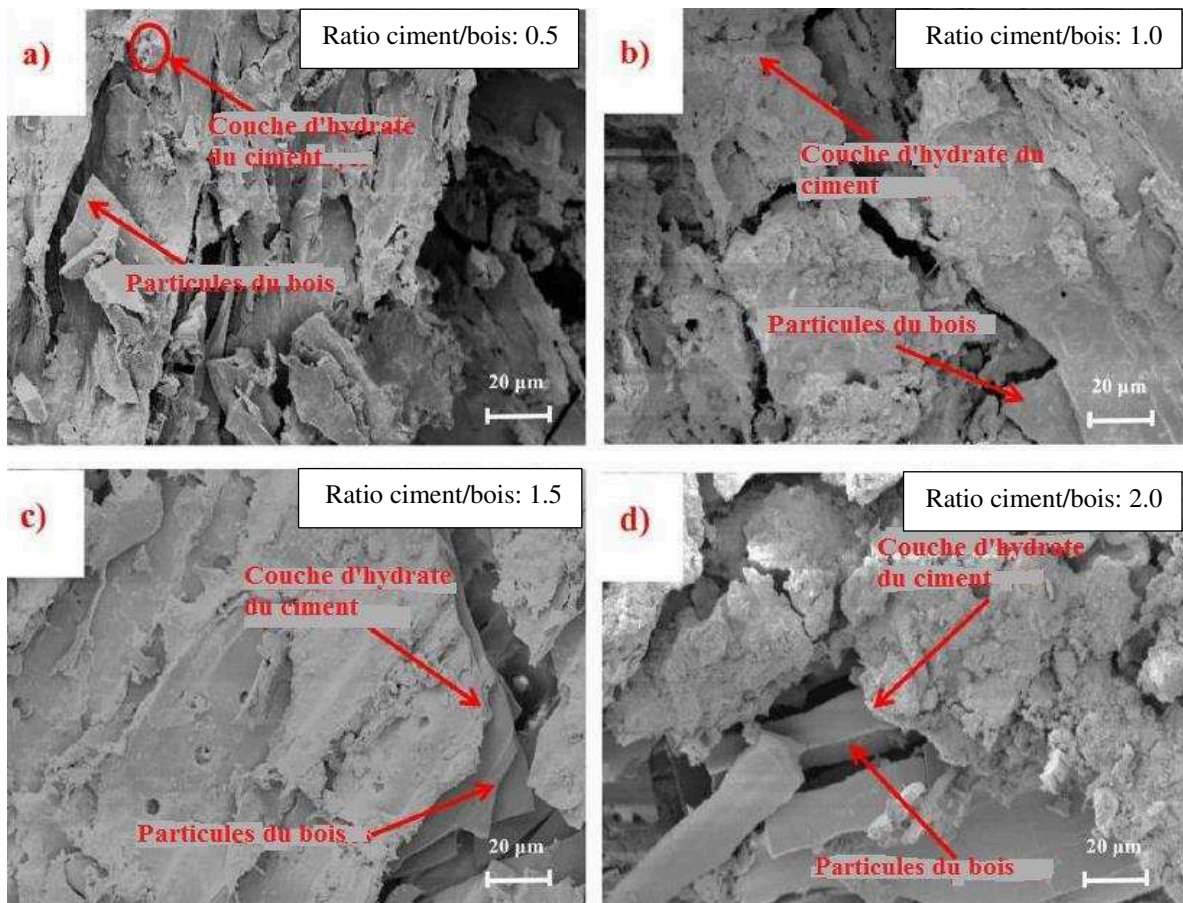 a)
Ratio ciment/bois: 0.5
Couche d'hydrate
du ciment
Particules du bois
20 µm
b)
Ratio ciment/bois: 1.0
Couche d'hydrate du
ciment
Particules du bois
20 µm
c)
Ratio ciment/bois: 1.5
Couche d'hydrate
du ciment
Particules du bois
20 µm
d)
Ratio ciment/bois: 2.0
Couche d'hydrate
du ciment
Particules du bois
20 µm